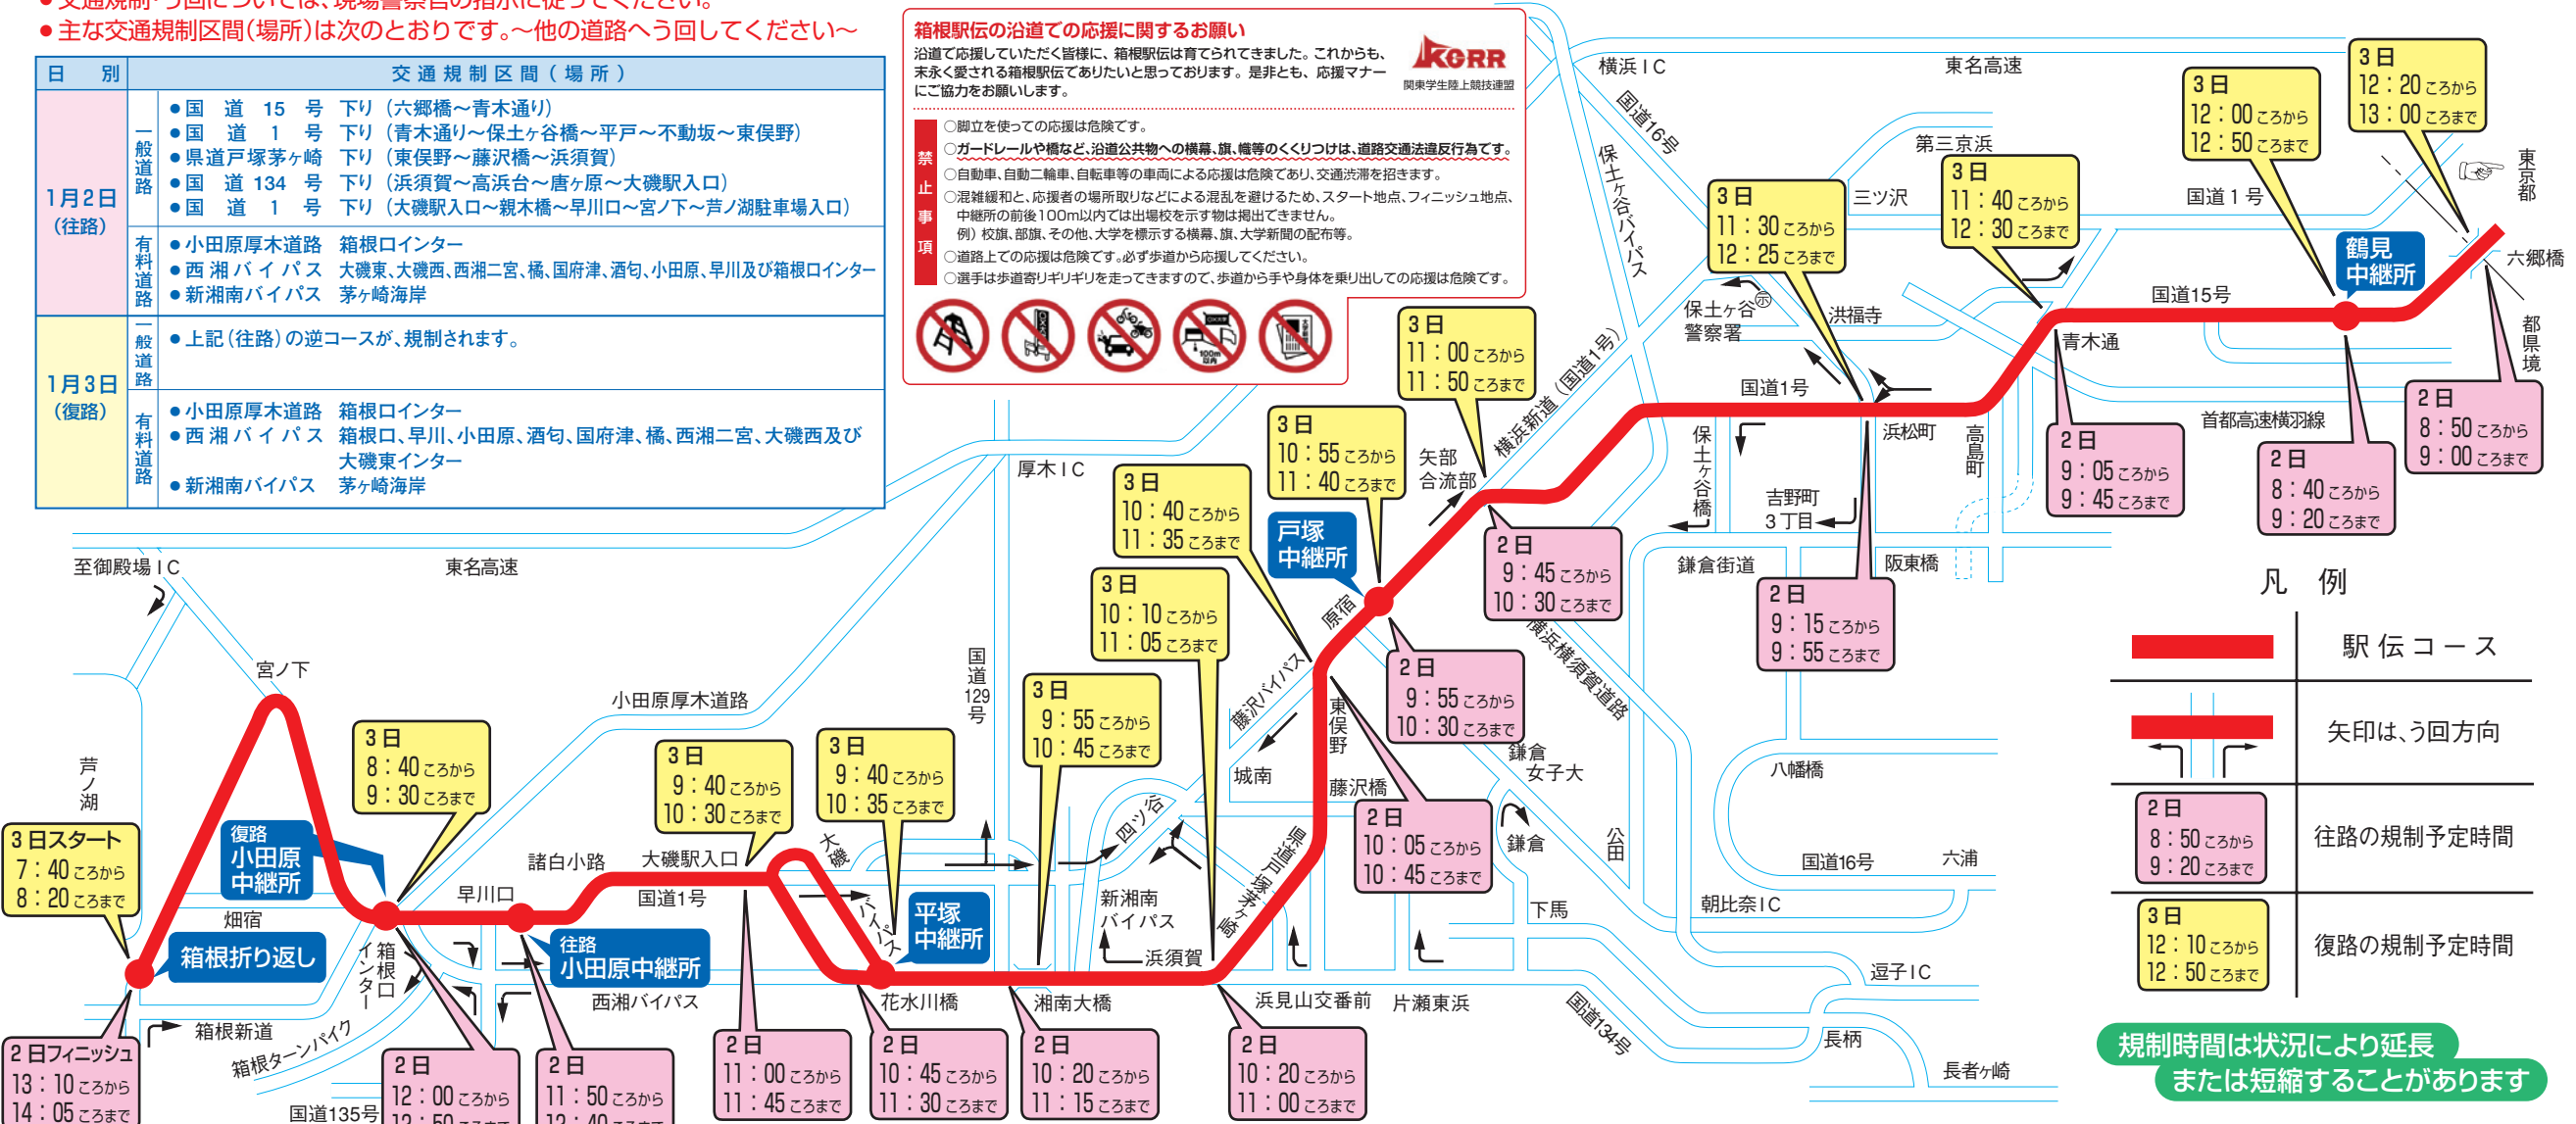 ●交通規制・う回については、現場警察官の指示に従ってください。
●主な交通規制区間(場所)は次のとおりです。～他の道路へう回してください～
日 別 交通規制区間(場所)
1月2日
(往路)
一般道路
●国道15号 下り (六郷橋～青木通り)
●国道1号 下り (青木通り～保土ヶ谷橋～平戸～不動坂～東俣野)
●県道戸塚茅ヶ崎 下り (東俣野～藤沢橋～浜須賀)
●国道134号 下り (浜須賀～高浜台～唐ヶ原～大磯駅入口)
●国道1号 下り (大磯駅入口～親木橋～早川口～宮ノ下～芦ノ湖駐車場入口)
有料道路
●小田原厚木道路 箱根口インター
●西湘バイパス 大磯東、大磯西、西湘二宮、橘、国府津、酒匂、小田原、早川及び箱根口インター
●新湘南バイパス 茅ヶ崎海岸
1月3日
(復路)
一般道路
●上記(往路)の逆コースが、規制されます。
有料道路
●小田原厚木道路 箱根口インター
●西湘バイパス 箱根口、早川、小田原、酒匂、国府津、橘、西湘二宮、大磯西及び
大磯東インター
●新湘南バイパス 茅ヶ崎海岸
箱根駅伝の沿道での応援に関するお願い
沿道で応援していただく皆様に、箱根駅伝は育てられてきました。これからも、
末永く愛される箱根駅伝でありたいと思っております。是非とも、応援マナー
にご協力をお願いします。
KGRR
関東学生陸上競技連盟
禁止事項
○脚立を使っての応援は危険です。
○ガードレールや橋など、沿道公共物への横幕、旗、幟等のくくりつけは、道路交通法違反行為です。
○自動車、自動二輪車、自転車等の車両による応援は危険であり、交通渋滞を招きます。
○混雑緩和と、応援者の場所取りなどによる混乱を避けるため、スタート地点、フィニッシュ地点、
中継所の前後100m以内では出場校を示す物は掲出できません。
例) 校旗、部旗、その他、大学を標示する横幕、旗、大学新聞の配布等。
○道路上での応援は危険です。必ず歩道から応援してください。
○選手は歩道寄りギリギリを走ってきますので、歩道から手や身体を乗り出しての応援は危険です。
100m
以内
横浜IC
東名高速
国道16号
保土ヶ谷バイパス
第三京浜
三ツ沢
国道1号
東京都
六郷橋
都県境
3日
12：20ころから
13：00ころまで
3日
12：00ころから
12：50ころまで
3日
11：40ころから
12：30ころまで
3日
11：30ころから
12：25ころまで
鶴見
中継所
国道15号
青木通
首都高速横羽線
保土ヶ谷
警察署
洪福寺
国道1号
浜松町
高島町
保土ヶ谷橋
吉野町
3丁目
鎌倉街道
阪東橋
2日
8：50ころから
9：00ころまで
2日
8：40ころから
9：20ころまで
2日
9：05ころから
9：45ころまで
2日
9：15ころから
9：55ころまで
3日
11：00ころから
11：50ころまで
横浜新道(国道1号)
矢部
合流部
2日
9：45ころから
10：30ころまで
3日
10：55ころから
11：40ころまで
戸塚
中継所
原宿
2日
9：55ころから
10：30ころまで
横浜横須賀道路
3日
10：40ころから
11：35ころまで
藤沢バイパス
東俣野
城南
藤沢橋
2日
10：05ころから
10：45ころまで
鎌倉
女子大
鎌倉
公田
八幡橋
国道16号
六浦
朝比奈IC
下馬
逗子IC
長柄
長者ヶ崎
国道134号
3日
10：10ころから
11：05ころまで
県道戸塚茅ヶ崎
浜須賀
浜見山交番前
片瀬東浜
2日
10：20ころから
11：00ころまで
厚木IC
国道129号
3日
9：55ころから
10：45ころまで
四ツ谷
新湘南
バイパス
湘南大橋
2日
10：20ころから
11：15ころまで
3日
9：40ころから
10：35ころまで
大磯
バイパス
平塚
中継所
花水川橋
2日
10：45ころから
11：30ころまで
3日
9：40ころから
10：30ころまで
大磯駅入口
諸白小路
国道1号
2日
11：00ころから
11：45ころまで
小田原厚木道路
東名高速
至御殿場IC
宮ノ下
芦ノ湖
3日
8：40ころから
9：30ころまで
復路
小田原
中継所
早川口
往路
小田原中継所
西湘バイパス
箱根口
インター
畑宿
3日スタート
7：40ころから
8：20ころまで
箱根折り返し
箱根新道
箱根ターンパイク
国道135号
2日フィニッシュ
13：10ころから
14：05ころまで
2日
12：00ころから
12：50ころまで
2日
11：50ころから
12：40ころまで
凡例
駅伝コース
矢印は、う回方向
2日
8：50ころから
9：20ころまで
往路の規制予定時間
3日
12：10ころから
12：50ころまで
復路の規制予定時間
規制時間は状況により延長
または短縮することがあります